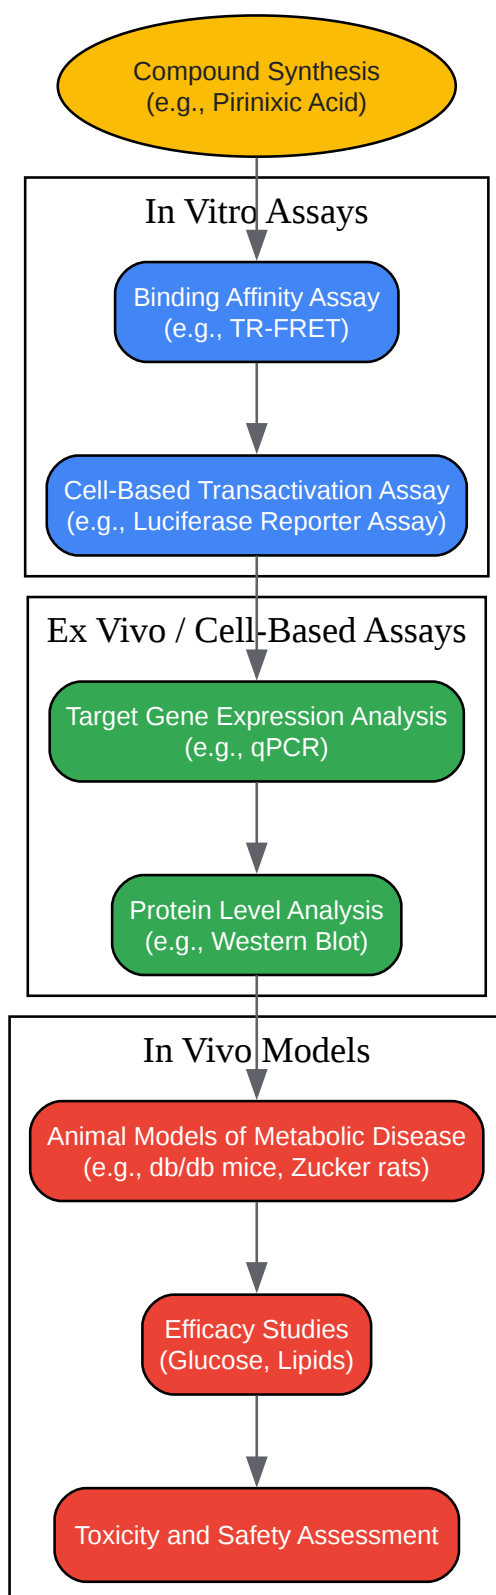 Compound Synthesis
(e.g., Pirinixic Acid)
In Vitro Assays
Binding Affinity Assay
(e.g., TR-FRET)
Cell-Based Transactivation Assay
(e.g., Luciferase Reporter Assay)
Ex Vivo / Cell-Based Assays
Target Gene Expression Analysis
(e.g., qPCR)
Protein Level Analysis
(e.g., Western Blot)
In Vivo Models
Animal Models of Metabolic Disease
(e.g., db/db mice, Zucker rats)
Efficacy Studies
(Glucose, Lipids)
Toxicity and Safety Assessment